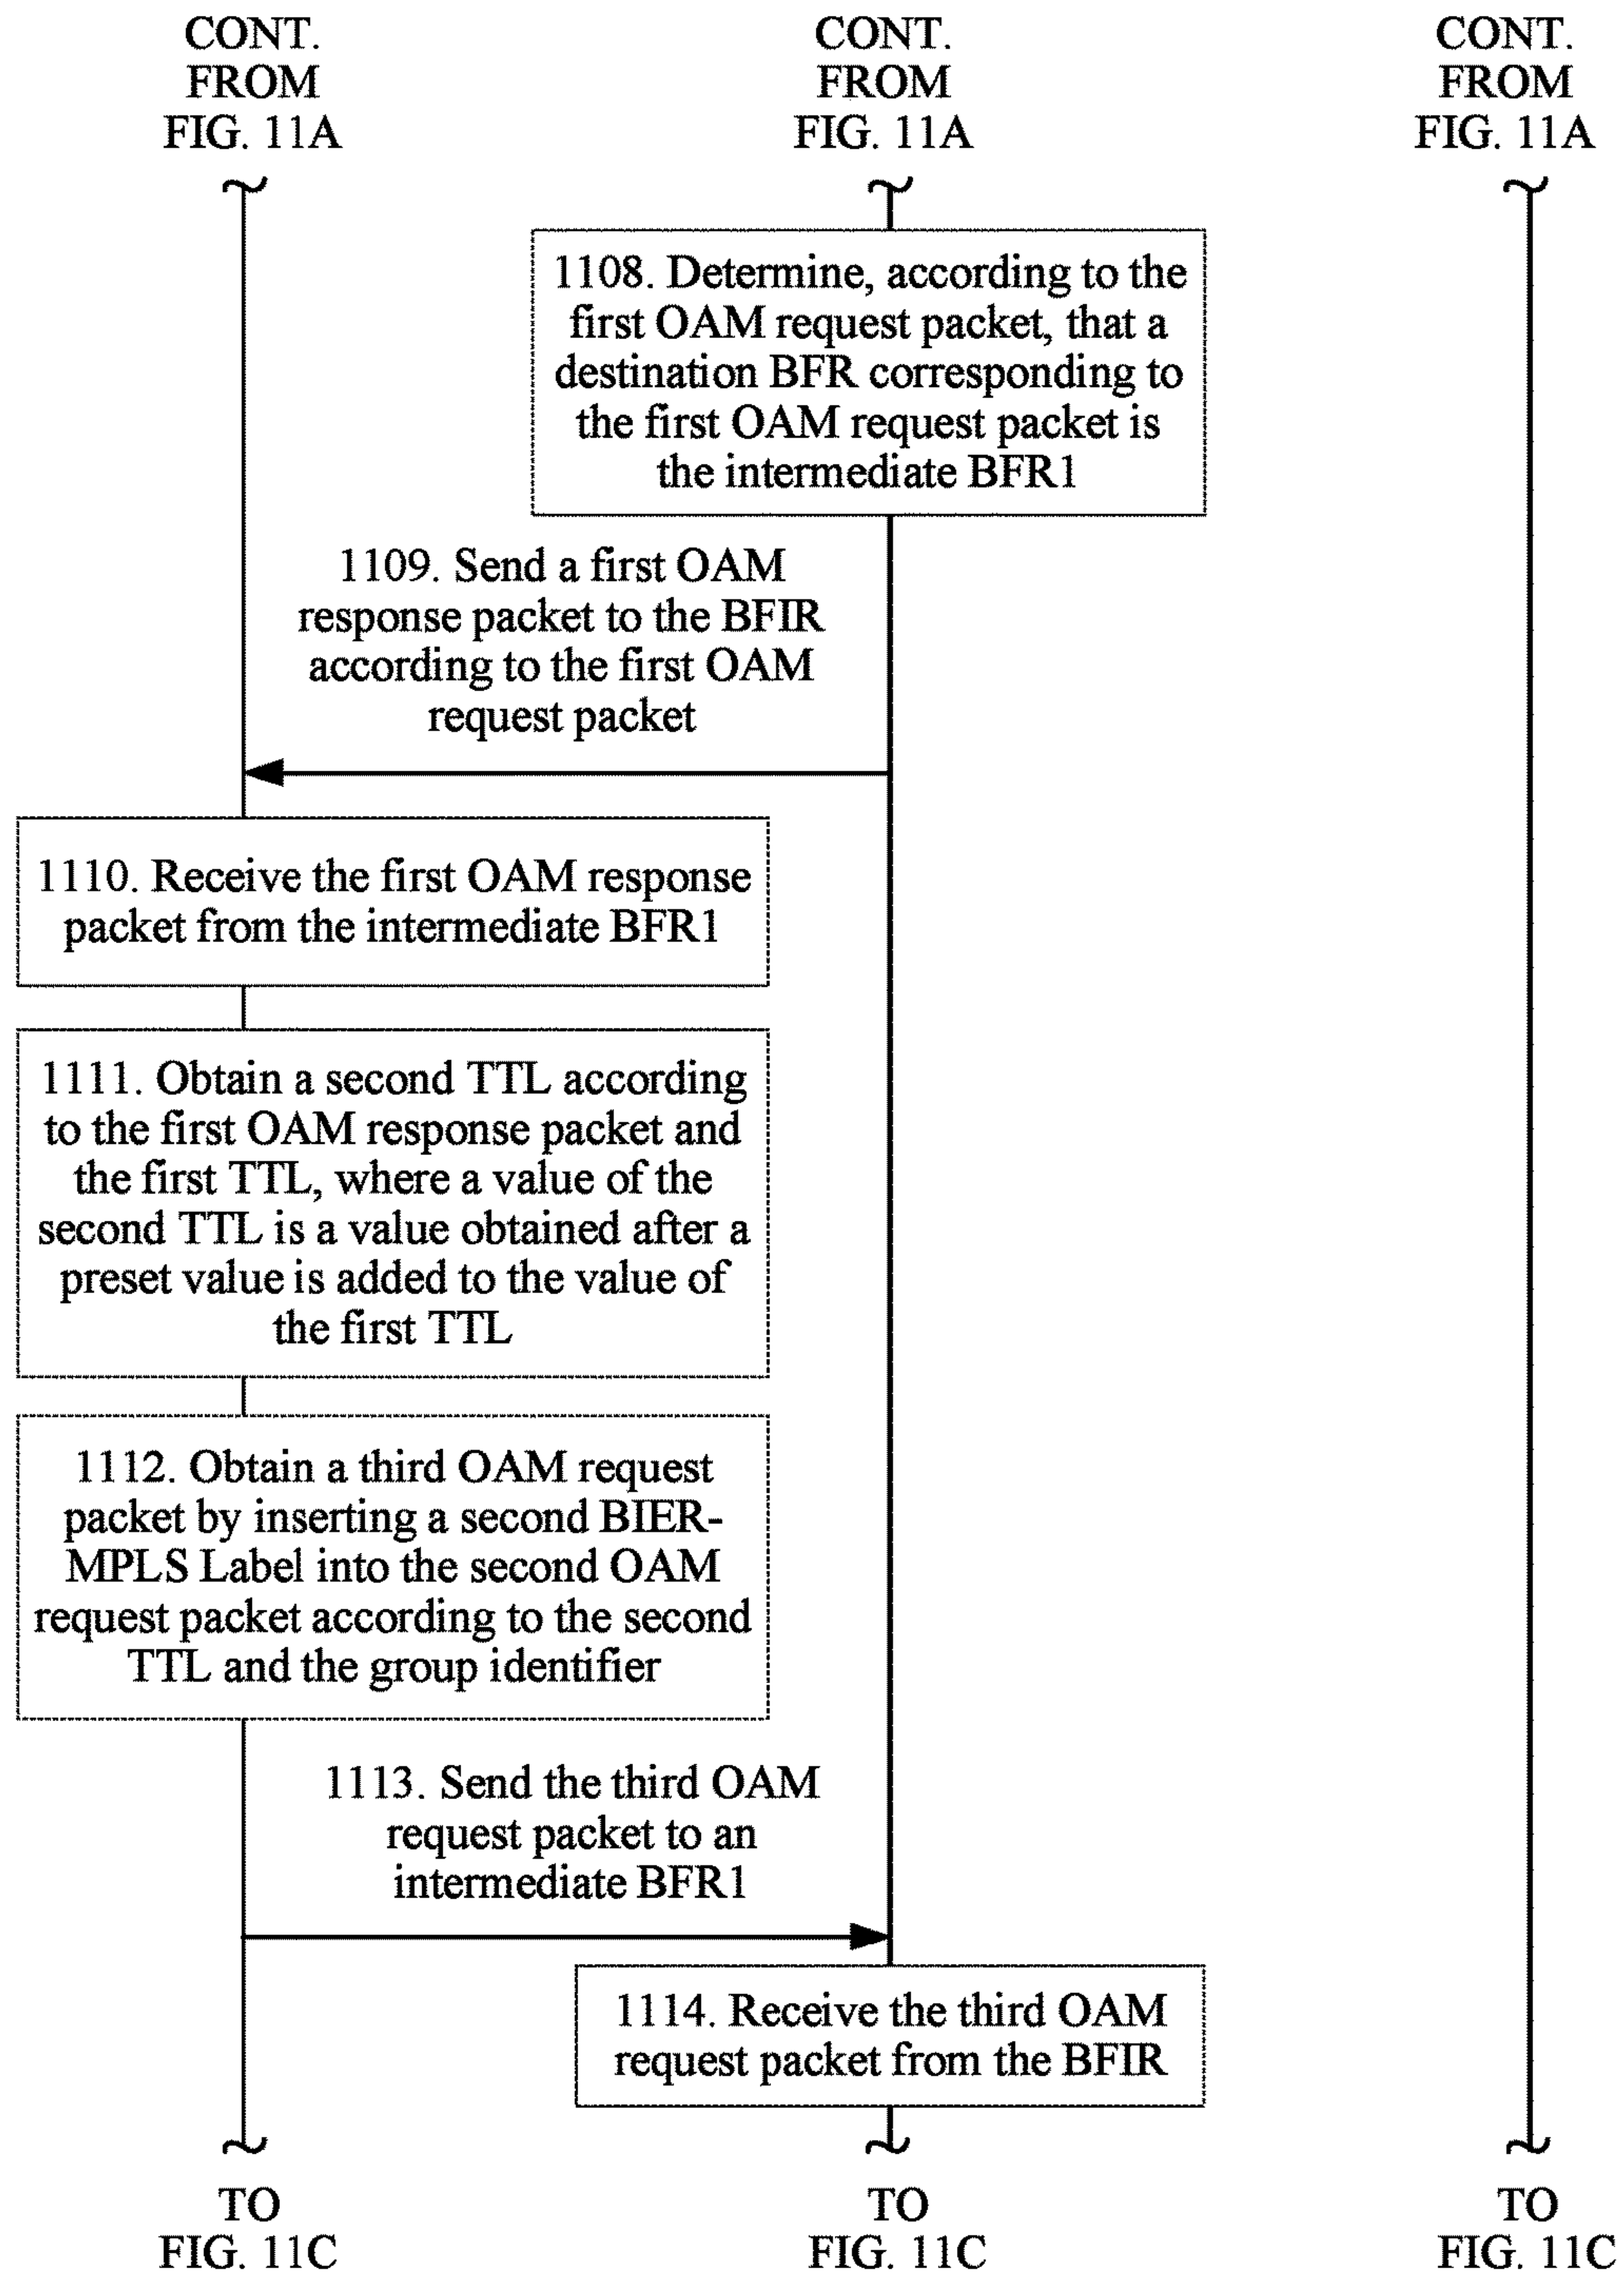 CONT.
FROM
FIG. 11A
CONT.
FROM
FIG. 11A
CONT.
FROM
FIG. 11A
1108. Determine, according to the
first OAM request packet, that a
destination BFR corresponding to
the first OAM request packet is
the intermediate BFR1
1109. Send a first OAM
response packet to the BFIR
according to the first OAM
request packet
1110. Receive the first OAM response
packet from the intermediate BFR1
1111. Obtain a second TTL according
to the first OAM response packet and
the first TTL, where a value of the
second TTL is a value obtained after a
preset value is added to the value of
the first TTL
1112. Obtain a third OAM request
packet by inserting a second BIER-
MPLS Label into the second OAM
request packet according to the second
TTL and the group identifier
1113. Send the third OAM
request packet to an
intermediate BFR1
1114. Receive the third OAM
request packet from the BFIR
TO
FIG. 11C
TO
FIG. 11C
TO
FIG. 11C